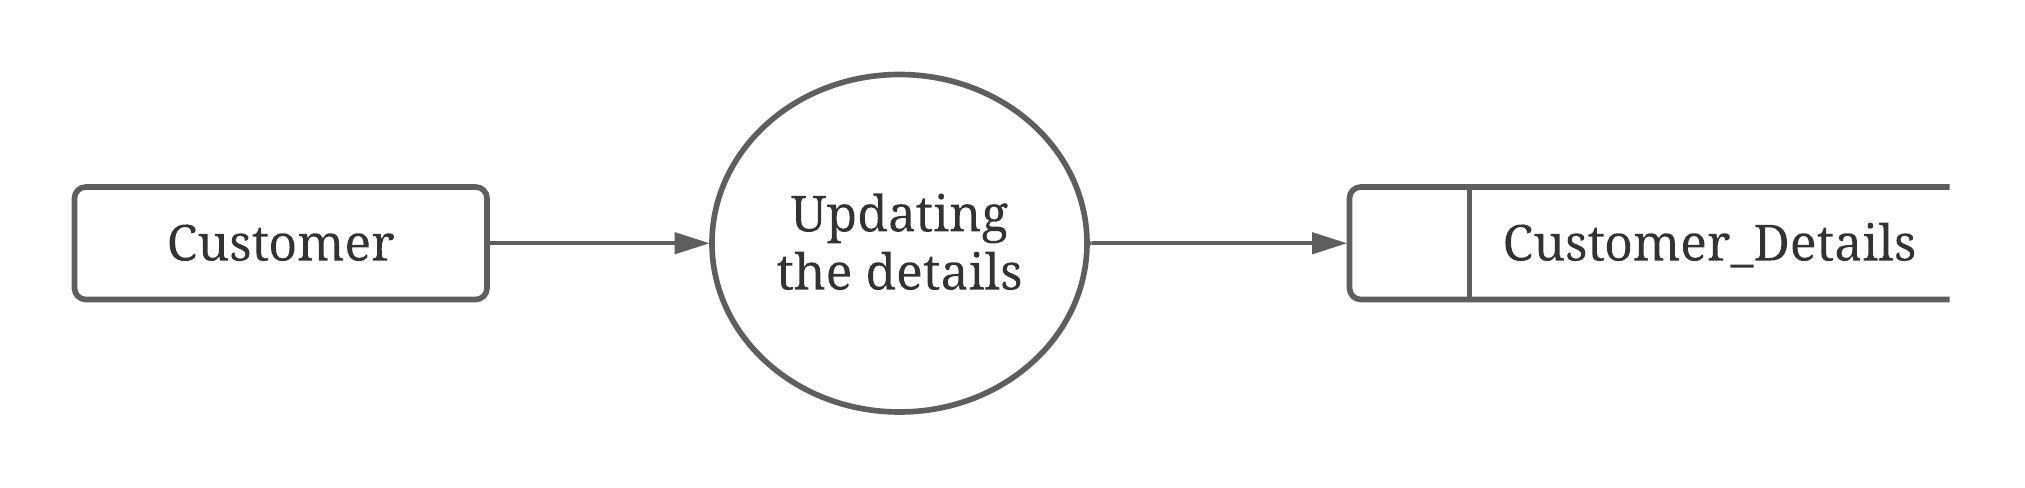 Customer
Updating
the details
Customer_Details